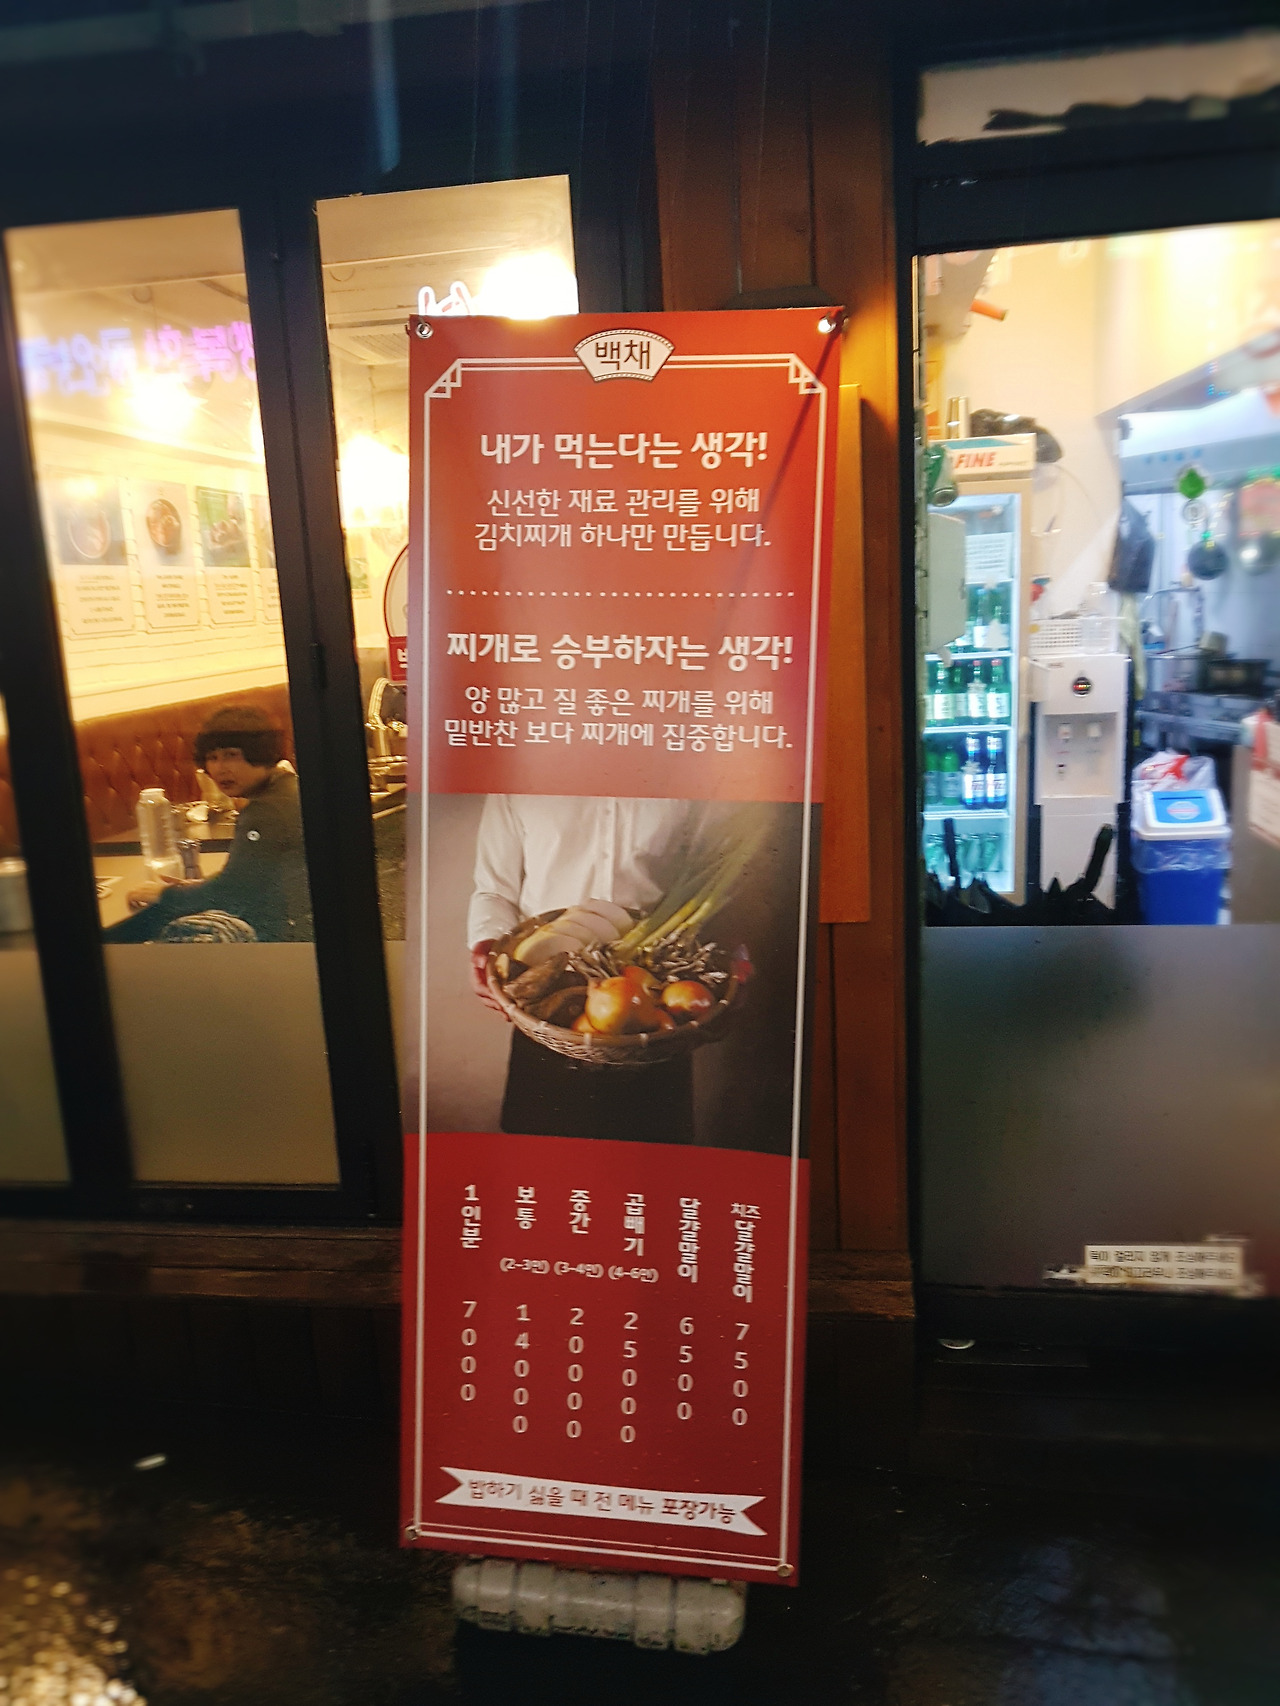 백채
내가 먹는다는 생각!
신선한 재료 관리를 위해
김치찌개 하나만 만듭니다.
찌개로 승부하자는 생각!
양 많고 질 좋은 찌개를 위해
밑반찬 보다 찌개에 집중합니다.
1인분 7000
보통 (2-3인) 14000
중간 (3-4인) 20000
곱빼기 (4-6인) 25000
달걀말이 6500
치즈 달걀말이 7500
밥하기 싫을 때 전 메뉴 포장가능
FINE